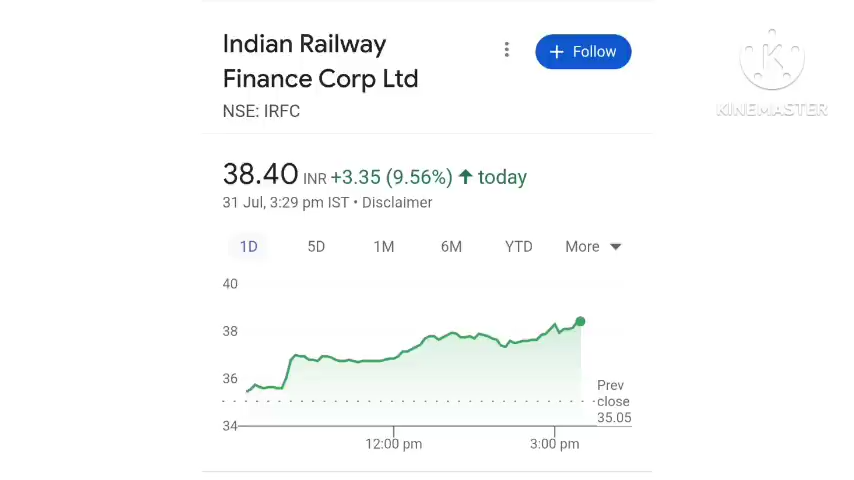 Indian Railway
Finance Corp Ltd
NSE: IRFC
+ Follow
K
KINEMASTER
38.40 INR +3.35 (9.56%) ↑ today
31 Jul, 3:29 pm IST • Disclaimer
1D 5D 1M 6M YTD More
40
38
36
34
Prev
close
35.05
12:00 pm 3:00 pm